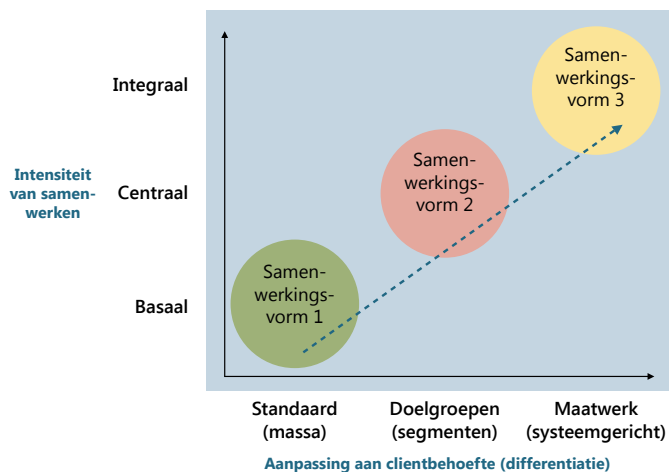 Integraal
Samen-
werkings-
vorm 3
Intensiteit
van samen-
werken
Centraal
Samen-
werkings-
vorm 2
Basaal
Samen-
werkings-
vorm 1
Standaard
(massa)
Doelgroepen
(segmenten)
Maatwerk
(systeemgericht)
Aanpassing aan clientbehoefte (differentiatie)